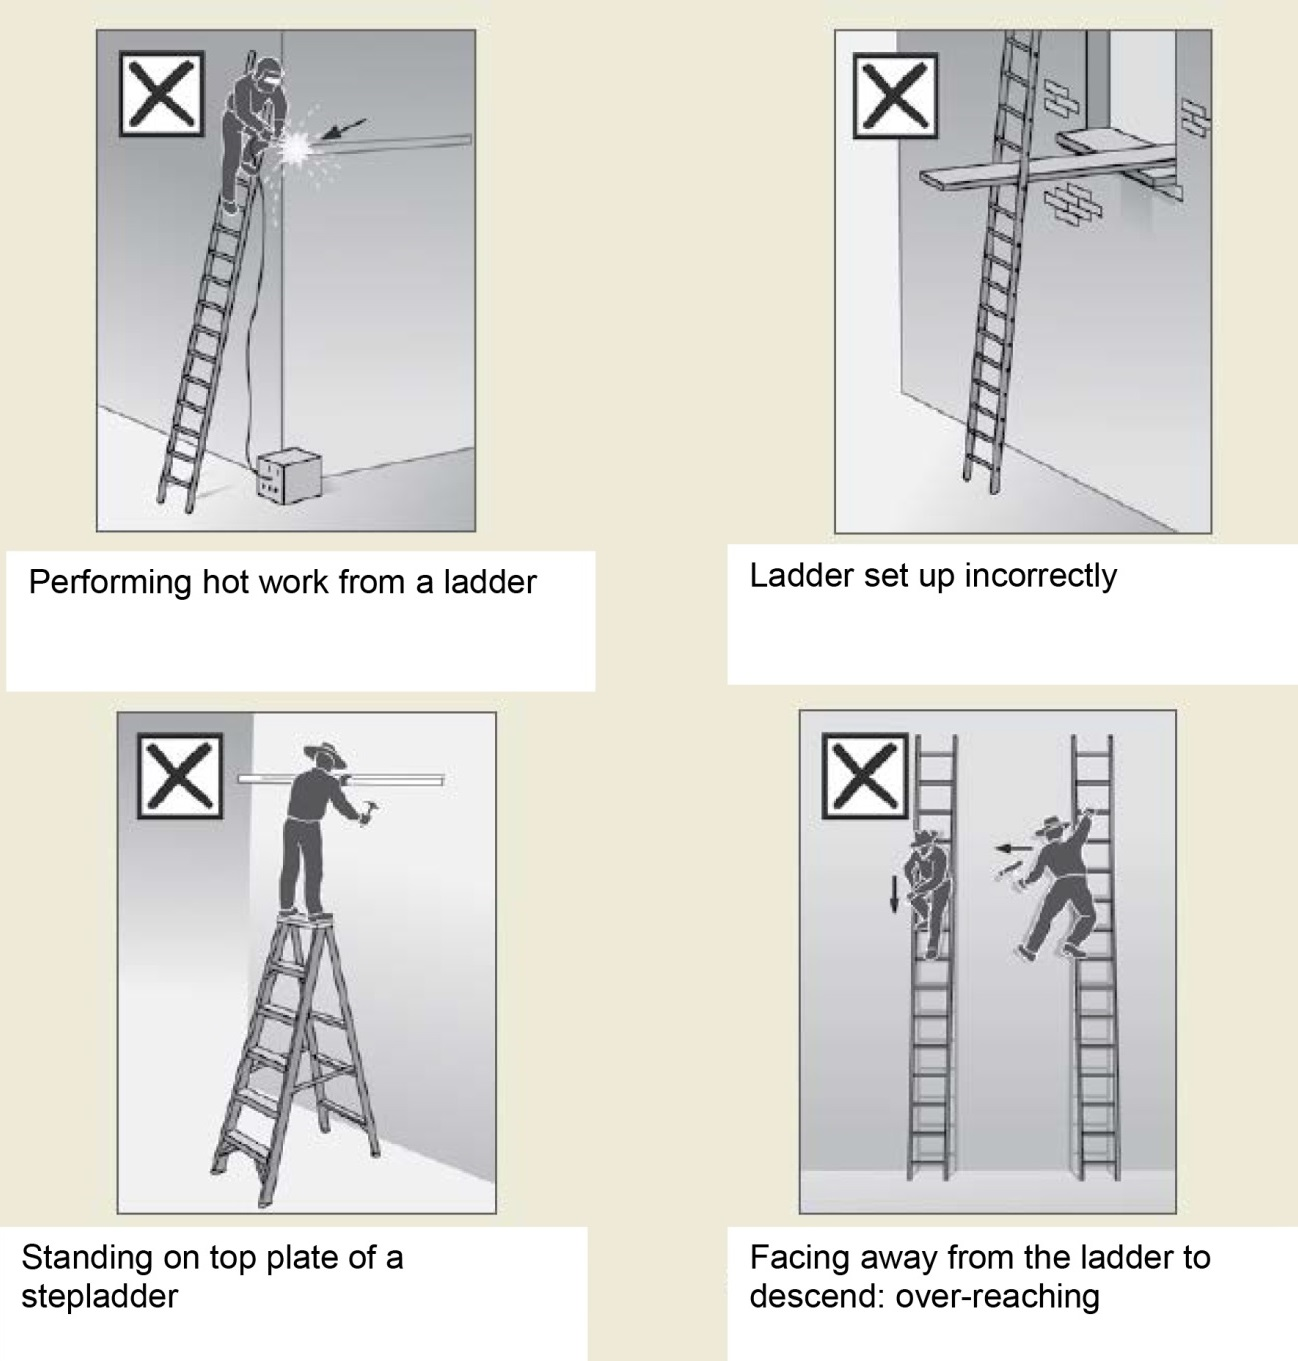 Performing hot work from a ladder
Ladder set up incorrectly
Standing on top plate of a
stepladder
Facing away from the ladder to
descend: over-reaching